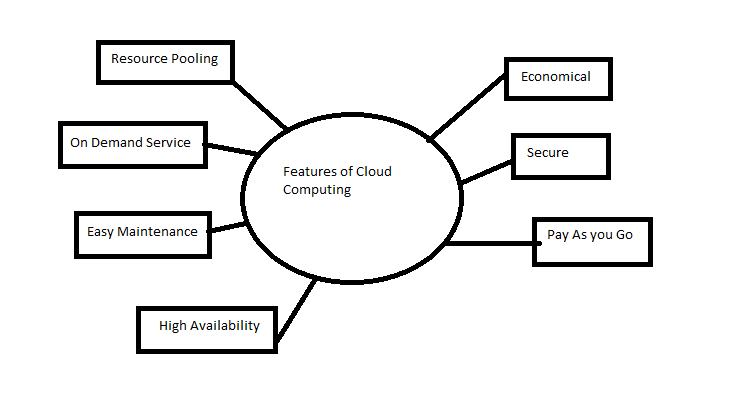 Resource Pooling
Economical
On Demand Service
Secure
Features of Cloud
Computing
Easy Maintenance
Pay As you Go
High Availability